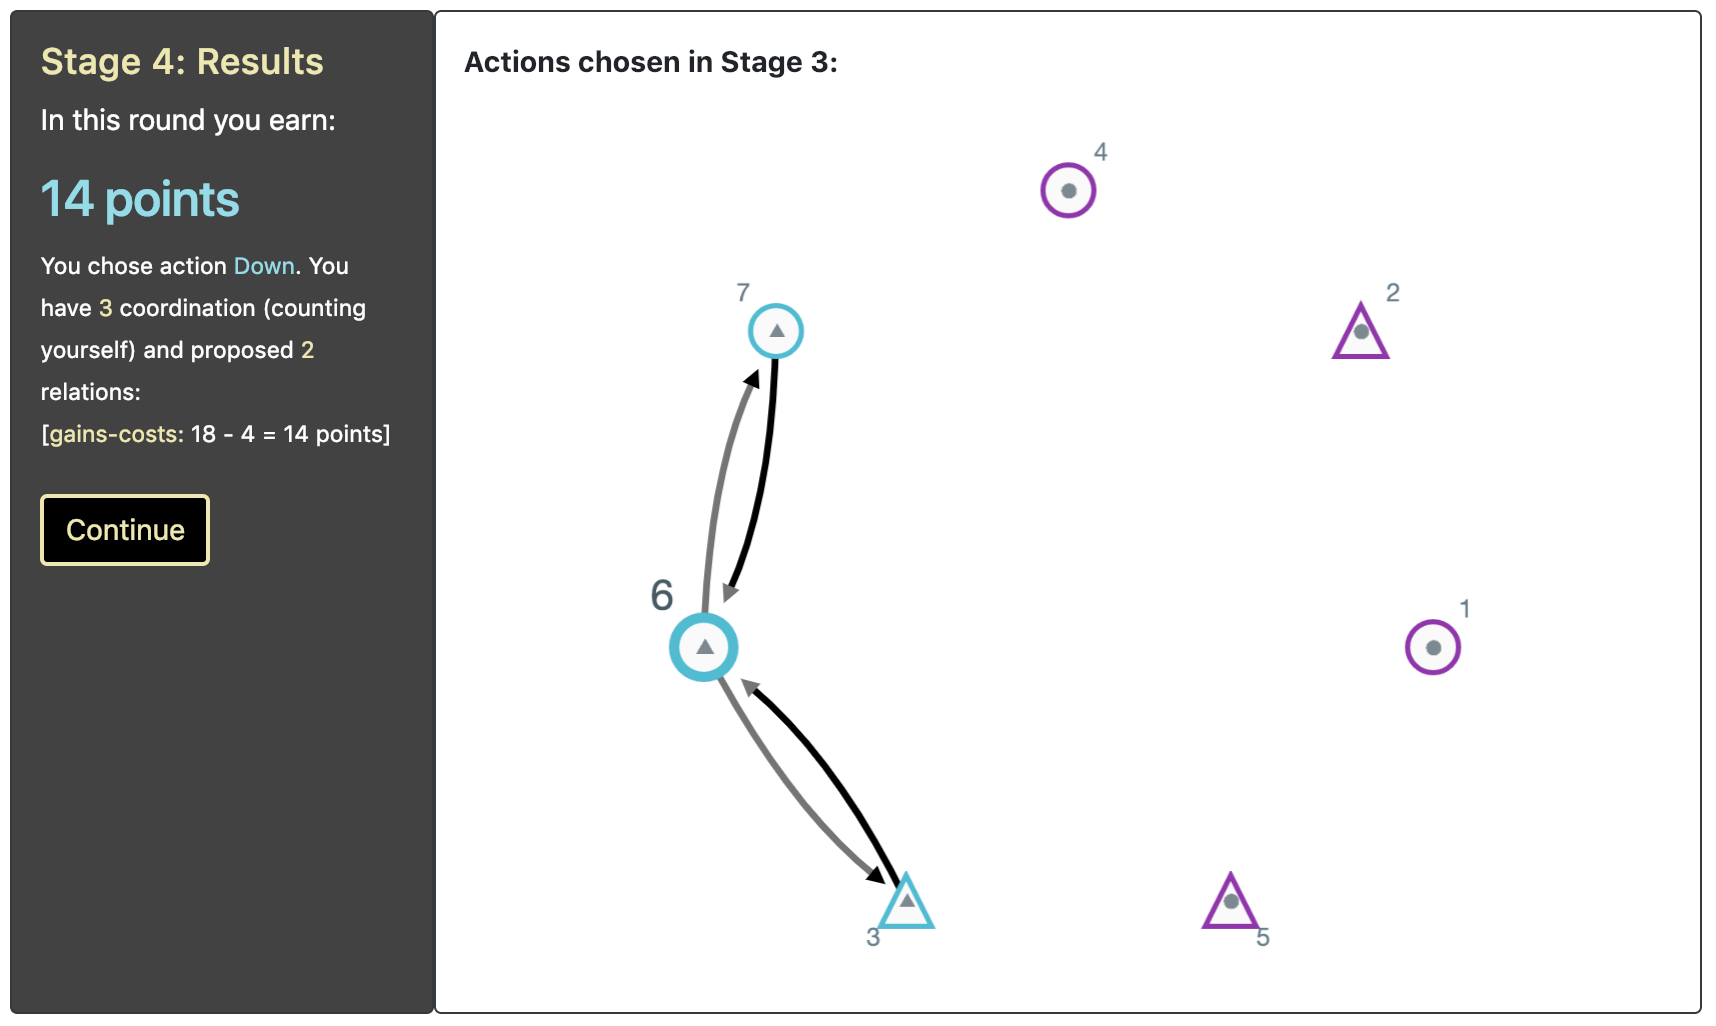 Stage 4: Results
In this round you earn:
14 points
You chose action Down. You
have 3 coordination (counting
yourself) and proposed 2
relations:
[gains-costs: 18 - 4 = 14 points]
Continue
Actions chosen in Stage 3:
4
7
2
6
1
3
5